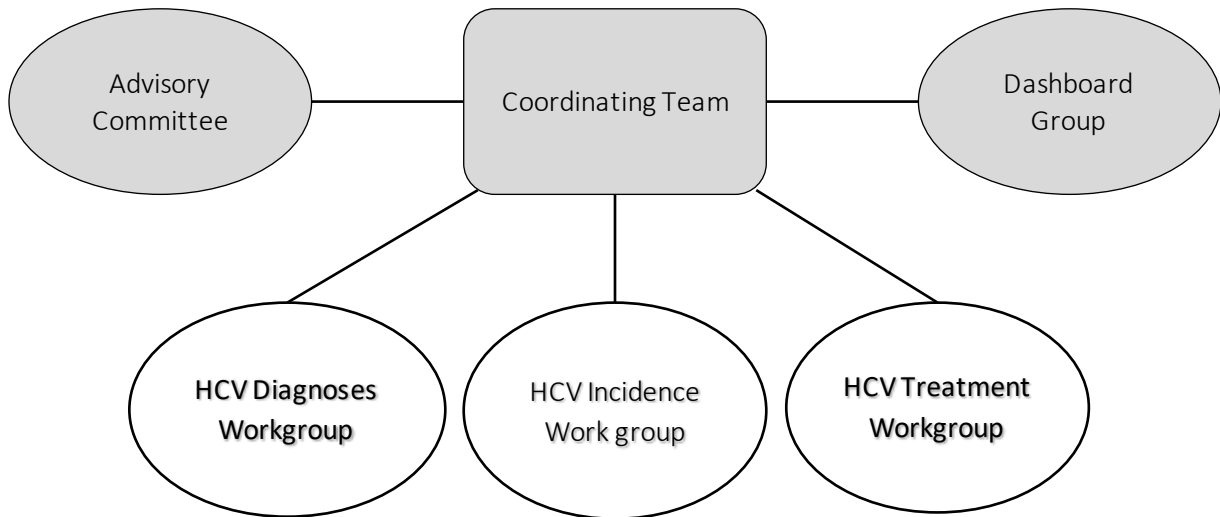 Advisory
Committee
Coordinating Team
Dashboard
Group
HCV Diagnoses
Workgroup
HCV Incidence
Work group
HCV Treatment
Workgroup